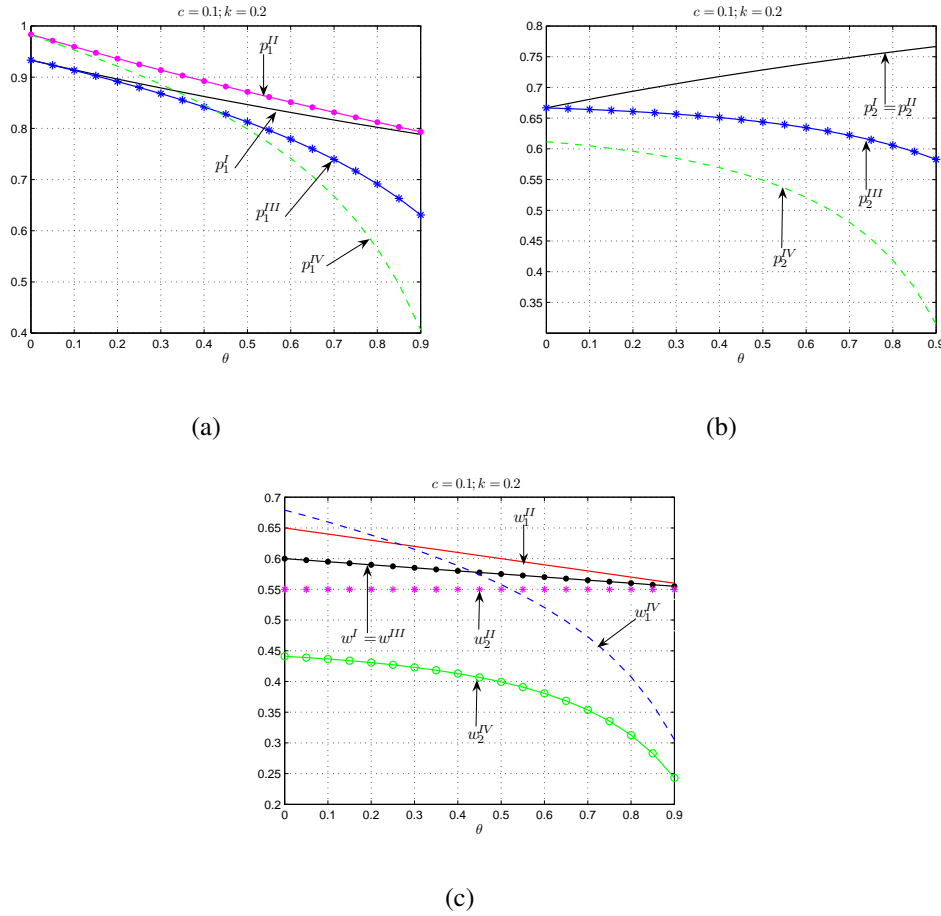 c = 0.1; k = 0.2
1
0.9
0.8
0.7
0.6
0.5
0.4
0 0.1 0.2 0.3 0.4 0.5 0.6 0.7 0.8 0.9
θ
p_1^{II}
p_1^{I}
p_1^{III}
p_1^{IV}
(a)
c = 0.1; k = 0.2
0.8
0.75
0.7
0.65
0.6
0.55
0.5
0.45
0.4
0.35
0 0.1 0.2 0.3 0.4 0.5 0.6 0.7 0.8 0.9
θ
p_2^{I} = p_2^{II}
p_2^{III}
p_2^{IV}
(b)
c = 0.1; k = 0.2
0.7
0.65
0.6
0.55
0.5
0.45
0.4
0.35
0.3
0.25
0.2
0 0.1 0.2 0.3 0.4 0.5 0.6 0.7 0.8 0.9
θ
w_1^{II}
w^{I} = w^{III}
w_2^{II}
w_1^{IV}
w_2^{IV}
(c)